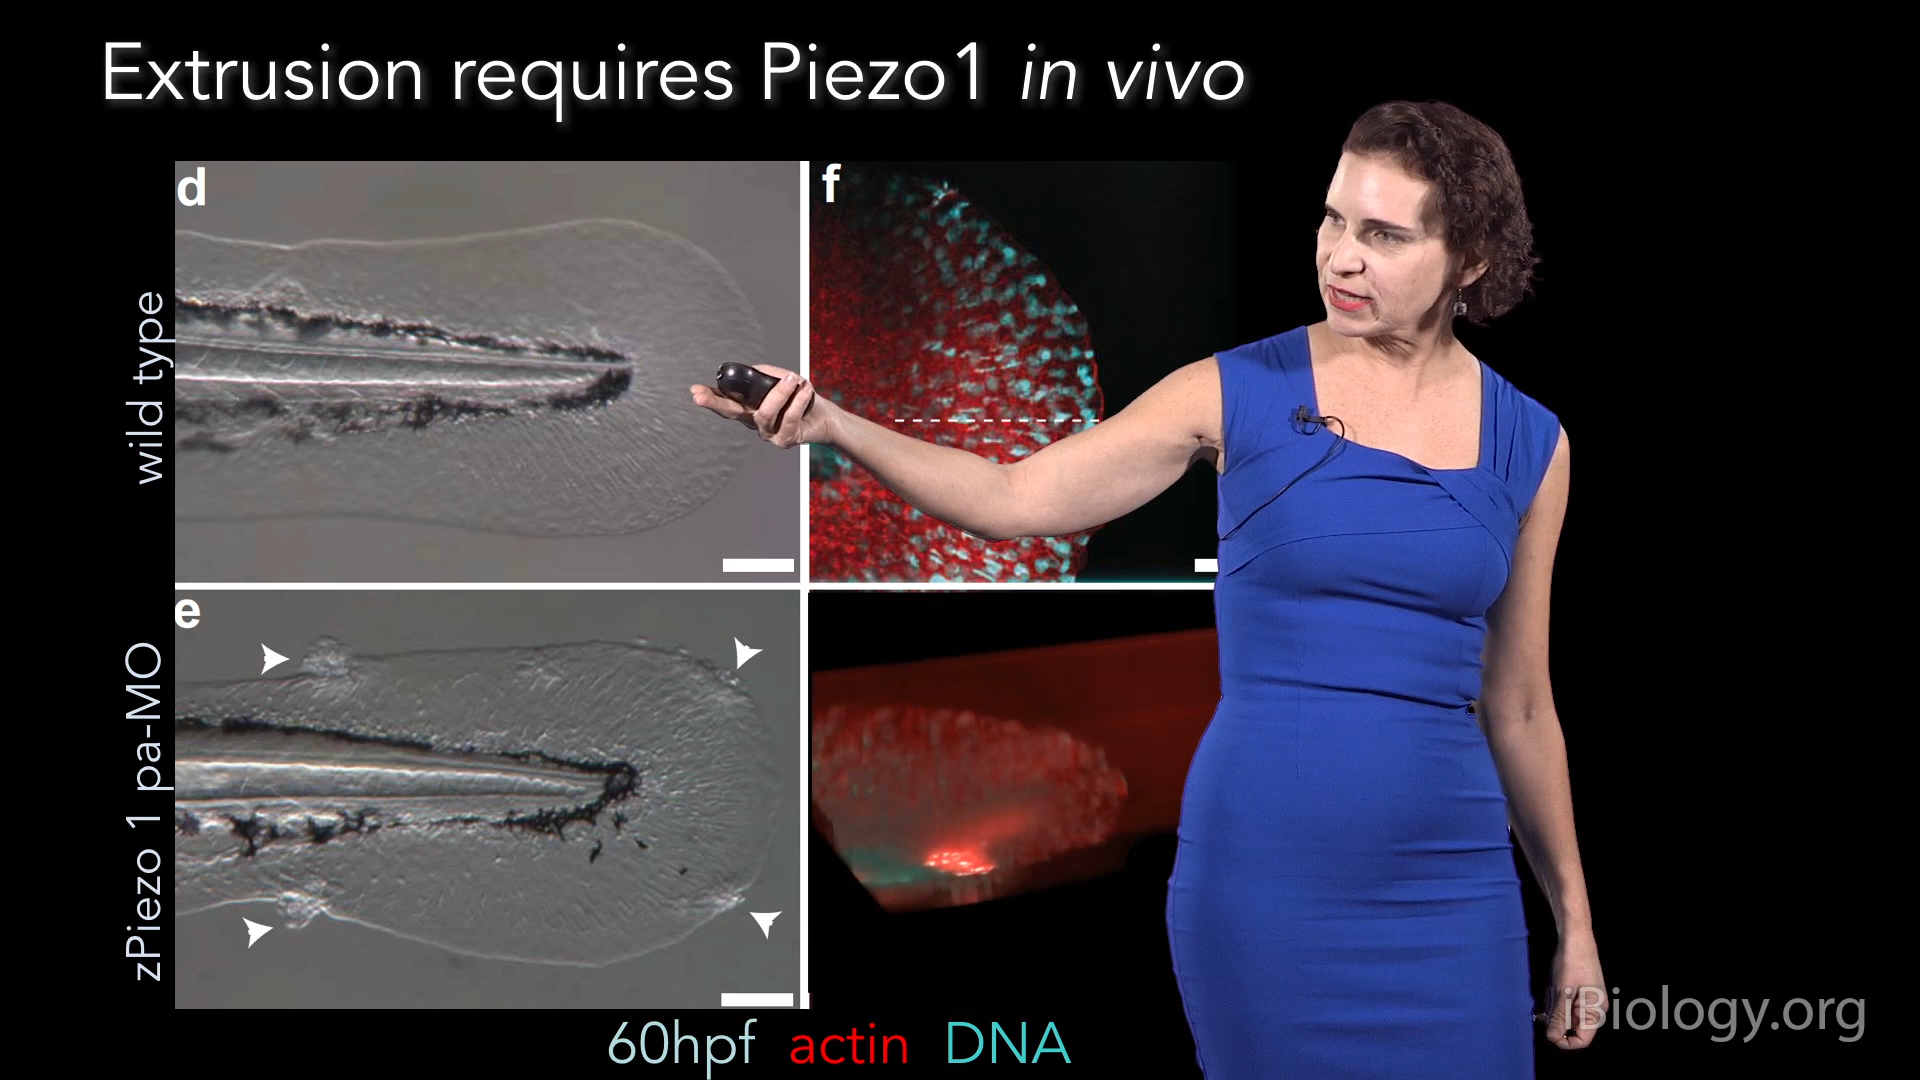 Extrusion requires Piezo1 in vivo
d
f
wild type
e
zPiezo 1 pa-MO
60hpf actin DNA
iBiology.org